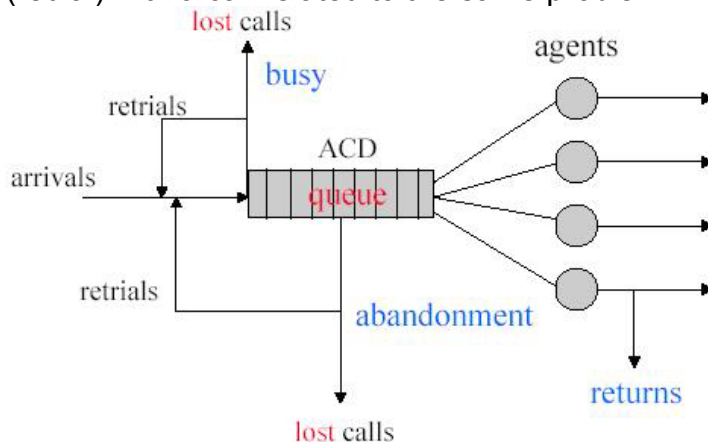 lost calls
busy
agents
retrials
ACD
arrivals
queue
retrials
abandonment
returns
lost calls